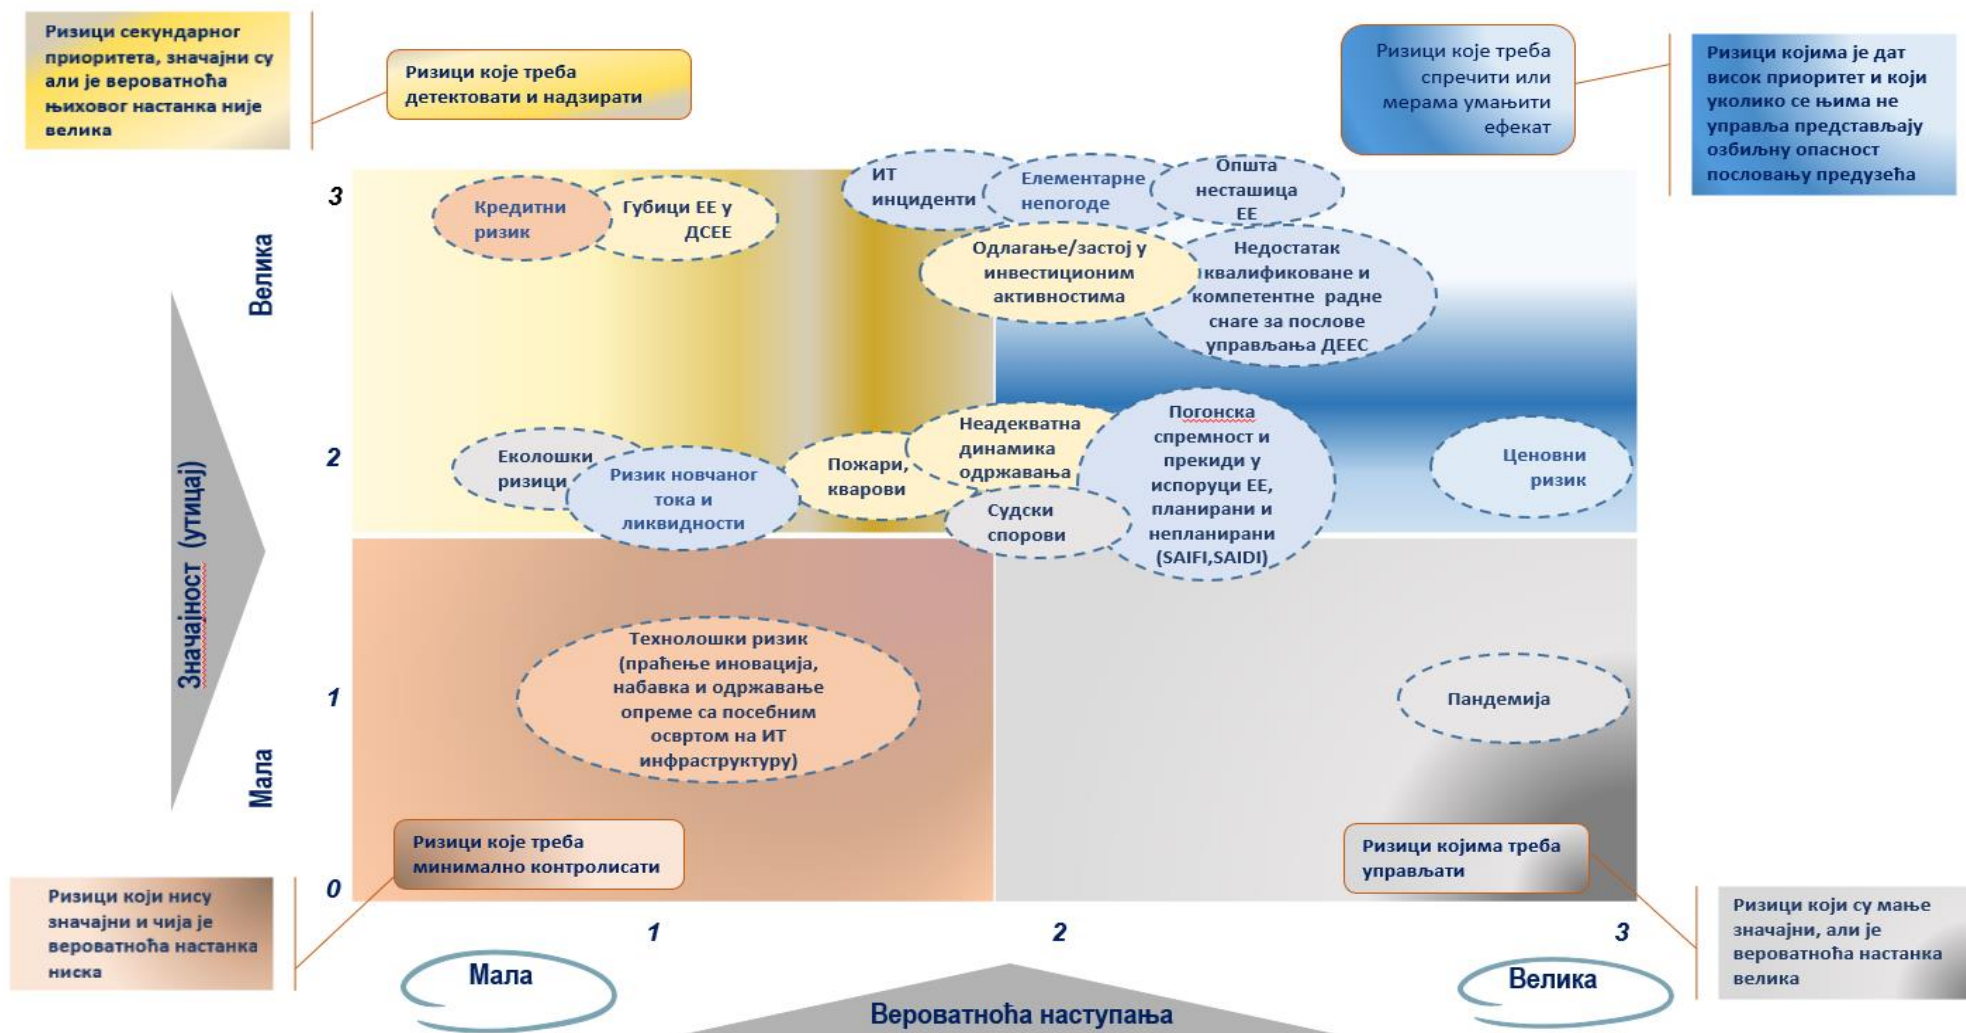 Ризици секундарног
приоритета, значајни су
али је вероватноћа
њиховог настанка није
велика
Ризици које треба
детектовати и надзирати
Ризици које треба
спречити или
мерама умањити
ефекат
Ризици којима је дат
висок приоритет и који
уколико се њима не
управља представљају
озбиљну опасност
пословању предузећа
3
Велика
2
Значајност (утицај)
1
Мала
0
Кредитни
ризик
Губици ЕЕ у
ДСЕЕ
ИТ
инциденти
Елементарне
непогоде
Општа
несташица
ЕЕ
Одлагање/застој у
инвестиционим
активностима
Недостатак
квалификоване и
компетентне радне
снаге за послове
управљања ДЕЕС
Еколошки
ризици
Ризик новчаног
тока и
ликвидности
Пожари,
кварови
Неадекватна
динамика
одржавања
Судски
спорови
Погонска
спремност и
прекиди у
испоруци ЕЕ,
планирани и
непланирани
(SAIFI,SAIDI)
Ценовни
ризик
Технолошки ризик
(праћење иновација,
набавка и одржавање
опреме са посебним
освртом на ИТ
инфраструктуру)
Пандемија
Ризици које треба
минимално контролисати
Ризици којима треба
управљати
Ризици који нису
значајни и чија је
вероватноћа настанка
ниска
Ризици који су мање
значајни, али је
вероватноћа настанка
велика
1
2
3
Мала
Велика
Вероватноћа наступања